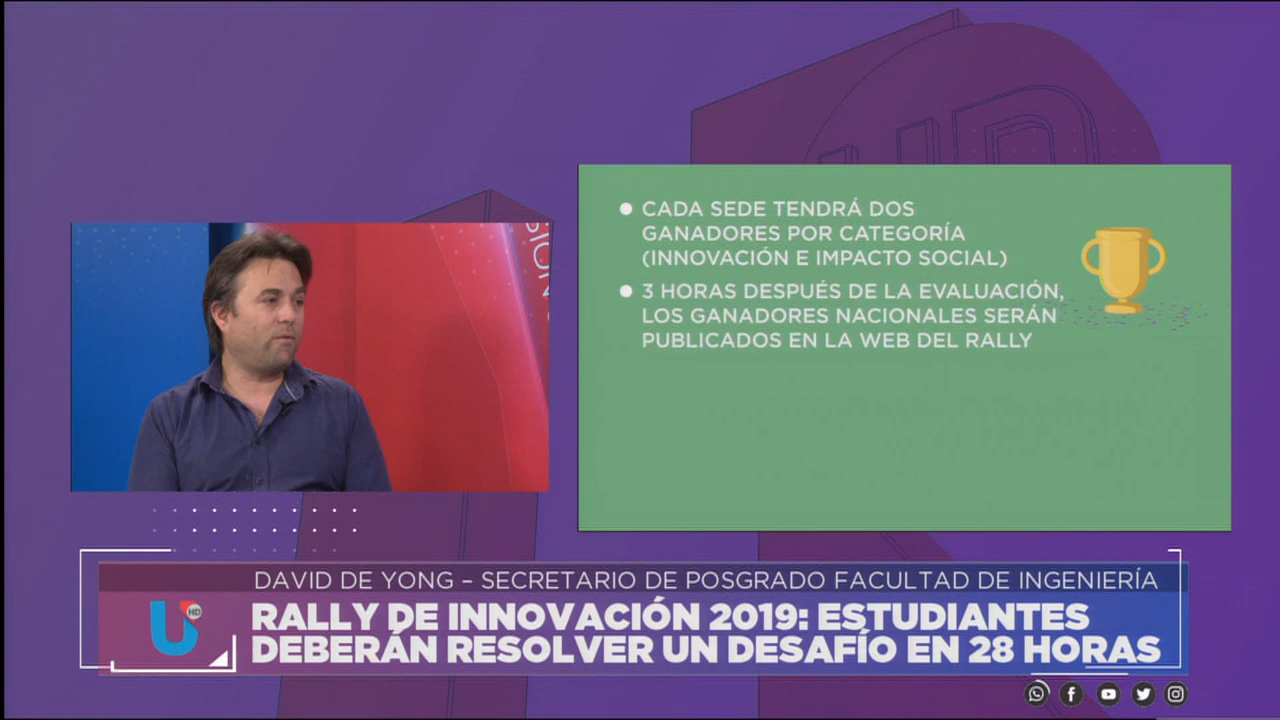 CADA SEDE TENDRÁ DOS
GANADORES POR CATEGORÍA
(INNOVACIÓN E IMPACTO SOCIAL)
3 HORAS DESPUÉS DE LA EVALUACIÓN,
LOS GANADORES NACIONALES SERÁN
PUBLICADOS EN LA WEB DEL RALLY
DAVID DE YONG – SECRETARIO DE POSGRADO FACULTAD DE INGENIERÍA
RALLY DE INNOVACIÓN 2019: ESTUDIANTES
DEBERÁN RESOLVER UN DESAFÍO EN 28 HORAS
U HD